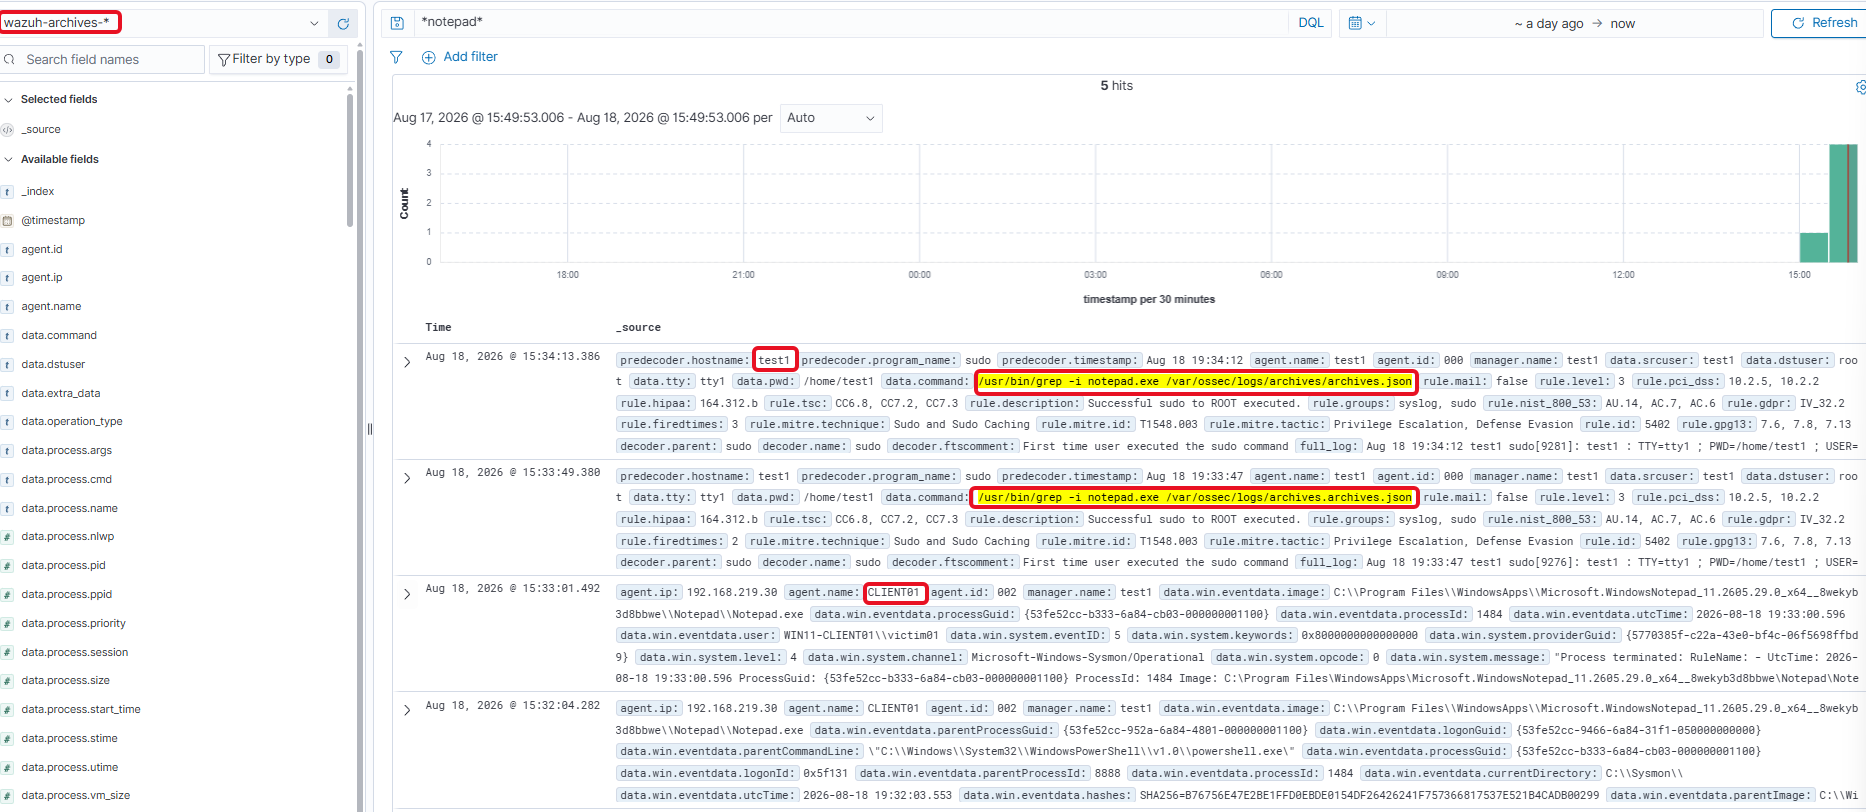 wazuh-archives-*
*notepad*
DQL
~ a day ago → now
Refresh
Search field names
Filter by type 0
Add filter
Selected fields
_source
Available fields
_index
@timestamp
agent.id
agent.ip
agent.name
data.command
data.dstuser
data.extra_data
data.operation_type
data.process.args
data.process.cmd
data.process.name
data.process.nlwp
data.process.pid
data.process.ppid
data.process.priority
data.process.session
data.process.size
data.process.start_time
data.process.stime
data.process.utime
data.process.vm_size
5 hits
Aug 17, 2026 @ 15:49:53.006 - Aug 18, 2026 @ 15:49:53.006 per Auto
Count
4
3
2
1
0
18:00 21:00 00:00 03:00 06:00 09:00 12:00 15:00
timestamp per 30 minutes
Time _source
Aug 18, 2026 @ 15:34:13.386
predecoder.hostname: test1 predecoder.program_name: sudo predecoder.timestamp: Aug 18 19:34:12 agent.name: test1 agent.id: 000 manager.name: test1 data.srcuser: test1 data.dstuser: roo
t data.tty: tty1 data.pwd: /home/test1 data.command: /usr/bin/grep -i notepad.exe /var/ossec/logs/archives/archives.json rule.mail: false rule.level: 3 rule.pci_dss: 10.2.5, 10.2.2
rule.hipaa: 164.312.b rule.tsc: CC6.8, CC7.2, CC7.3 rule.description: Successful sudo to ROOT executed. rule.groups: syslog, sudo rule.nist_800_53: AU.14, AC.7, AC.6 rule.gdpr: IV_32.2
rule.firedtimes: 3 rule.mitre.technique: Sudo and Sudo Caching rule.mitre.id: T1548.003 rule.mitre.tactic: Privilege Escalation, Defense Evasion rule.id: 5402 rule.gpg13: 7.6, 7.8, 7.13
decoder.parent: sudo decoder.name: sudo decoder.ftscomment: First time user executed the sudo command full_log: Aug 18 19:34:12 test1 sudo[9281]: test1 : TTY=tty1 ; PWD=/home/test1 ; USER=
Aug 18, 2026 @ 15:33:49.380
predecoder.hostname: test1 predecoder.program_name: sudo predecoder.timestamp: Aug 18 19:33:47 agent.name: test1 agent.id: 000 manager.name: test1 data.srcuser: test1 data.dstuser: roo
t data.tty: tty1 data.pwd: /home/test1 data.command: /usr/bin/grep -i notepad.exe /var/ossec/logs/archives.archives.json rule.mail: false rule.level: 3 rule.pci_dss: 10.2.5, 10.2.2
rule.hipaa: 164.312.b rule.tsc: CC6.8, CC7.2, CC7.3 rule.description: Successful sudo to ROOT executed. rule.groups: syslog, sudo rule.nist_800_53: AU.14, AC.7, AC.6 rule.gdpr: IV_32.2
rule.firedtimes: 2 rule.mitre.technique: Sudo and Sudo Caching rule.mitre.id: T1548.003 rule.mitre.tactic: Privilege Escalation, Defense Evasion rule.id: 5402 rule.gpg13: 7.6, 7.8, 7.13
decoder.parent: sudo decoder.name: sudo decoder.ftscomment: First time user executed the sudo command full_log: Aug 18 19:33:47 test1 sudo[9276]: test1 : TTY=tty1 ; PWD=/home/test1 ; USER=
Aug 18, 2026 @ 15:33:01.492
agent.ip: 192.168.219.30 agent.name: CLIENT01 agent.id: 002 manager.name: test1 data.win.eventdata.image: C:\\Program Files\\WindowsApps\\Microsoft.WindowsNotepad_11.2605.29.0_x64__8wekyb
3d8bbwe\\Notepad\\Notepad.exe data.win.eventdata.processGuid: {53fe52cc-b333-6a84-cb03-000000001100} data.win.eventdata.processId: 1484 data.win.eventdata.utcTime: 2026-08-18 19:33:00.596
data.win.eventdata.user: WIN11-CLIENT01\\victim01 data.win.system.eventID: 5 data.win.system.keywords: 0x8000000000000000 data.win.system.providerGuid: {5770385f-c22a-43e0-bf4c-06f5698ffbd
9} data.win.system.level: 4 data.win.system.channel: Microsoft-Windows-Sysmon/Operational data.win.system.opcode: 0 data.win.system.message: "Process terminated: RuleName: - UtcTime: 2026-
08-18 19:33:00.596 ProcessGuid: {53fe52cc-b333-6a84-cb03-000000001100} ProcessId: 1484 Image: C:\Program Files\WindowsApps\Microsoft.WindowsNotepad_11.2605.29.0_x64__8wekyb3d8bbwe\Notepad\Note
Aug 18, 2026 @ 15:32:04.282
agent.ip: 192.168.219.30 agent.name: CLIENT01 agent.id: 002 manager.name: test1 data.win.eventdata.image: C:\\Program Files\\WindowsApps\\Microsoft.WindowsNotepad_11.2605.29.0_x64__8wekyb
3d8bbwe\\Notepad\\Notepad.exe data.win.eventdata.parentProcessGuid: {53fe52cc-952a-6a84-4801-000000001100} data.win.eventdata.logonGuid: {53fe52cc-9466-6a84-31f1-050000000000}
data.win.eventdata.parentCommandLine: \"C:\\Windows\\System32\\WindowsPowerShell\\v1.0\\powershell.exe\" data.win.eventdata.processGuid: {53fe52cc-b333-6a84-cb03-000000001100}
data.win.eventdata.logonId: 0x5f131 data.win.eventdata.parentProcessId: 8888 data.win.eventdata.processId: 1484 data.win.eventdata.currentDirectory: C:\\Sysmon\\
data.win.eventdata.utcTime: 2026-08-18 19:32:03.553 data.win.eventdata.hashes: SHA256=B76756E47E2BE1FFD0EBDE0154DF26426241F757366817537E521B4CADB00299 data.win.eventdata.parentImage: C:\\Wi